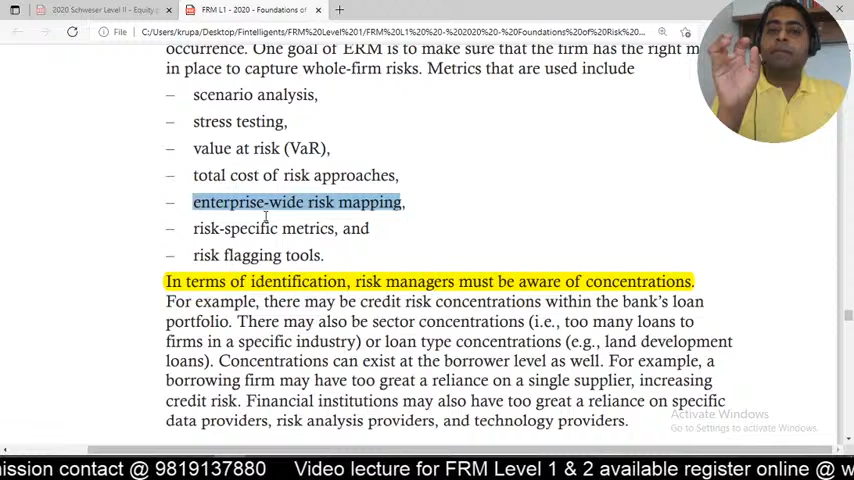 2020 Schweser Level II - Equity
FRM L1 - 2020 - Foundations of
File
C:/Users/krupa/Desktop/Fintelligents/FRM%20Level%201/FRM%20L1%20%20-%202020%20-%20Foundations%20of%20Risk%20...
occurrence. One goal of ERM is to make sure that the firm has the right
in place to capture whole-firm risks. Metrics that are used include
– scenario analysis,
– stress testing,
– value at risk (VaR),
– total cost of risk approaches,
– enterprise-wide risk mapping,
– risk-specific metrics, and
– risk flagging tools.
In terms of identification, risk managers must be aware of concentrations.
For example, there may be credit risk concentrations within the bank's loan
portfolio. There may also be sector concentrations (i.e., too many loans to
firms in a specific industry) or loan type concentrations (e.g., land development
loans). Concentrations can exist at the borrower level as well. For example, a
borrowing firm may have too great a reliance on a single supplier, increasing
credit risk. Financial institutions may also have too great a reliance on specific
data providers, risk analysis providers, and technology providers.
Activate Windows
Go to Settings to activate Windows.
mission contact @ 9819137880 Video lecture for FRM Level 1 & 2 available register online @ w